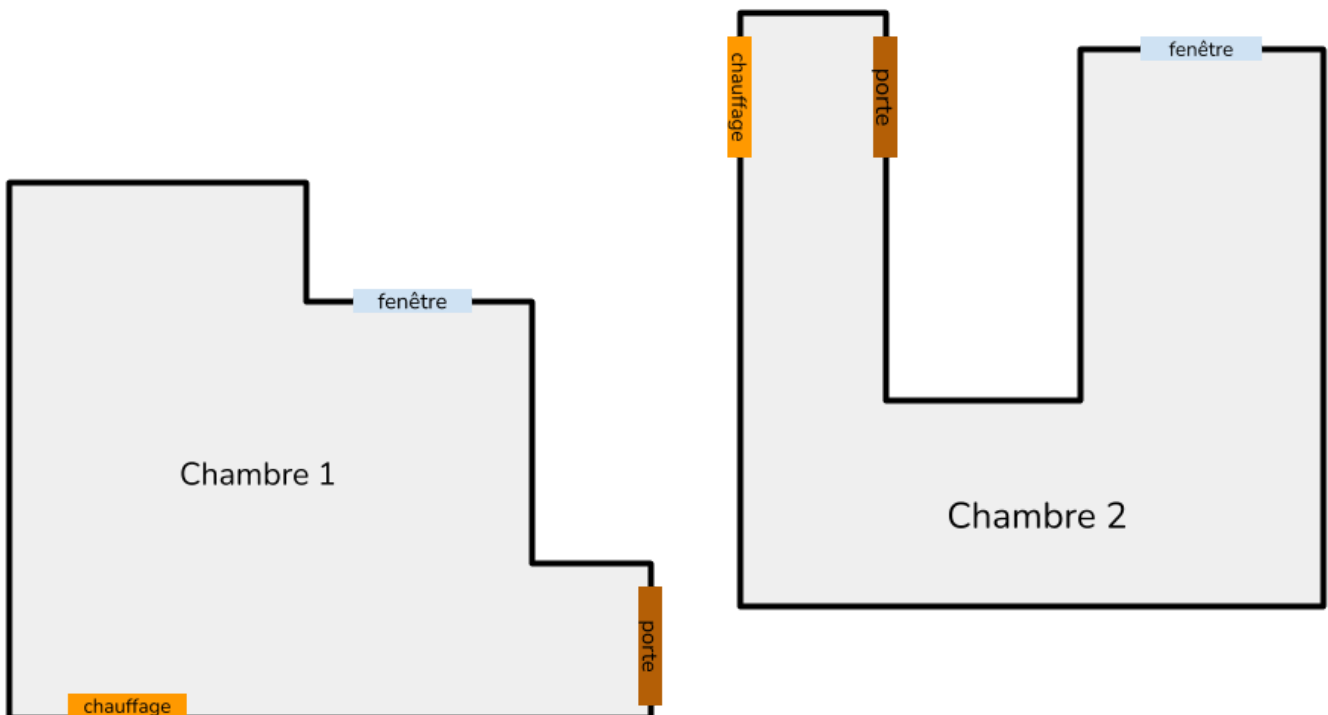 fenêtre
Chambre 1
porte
chauffage
chauffage
porte
fenêtre
Chambre 2